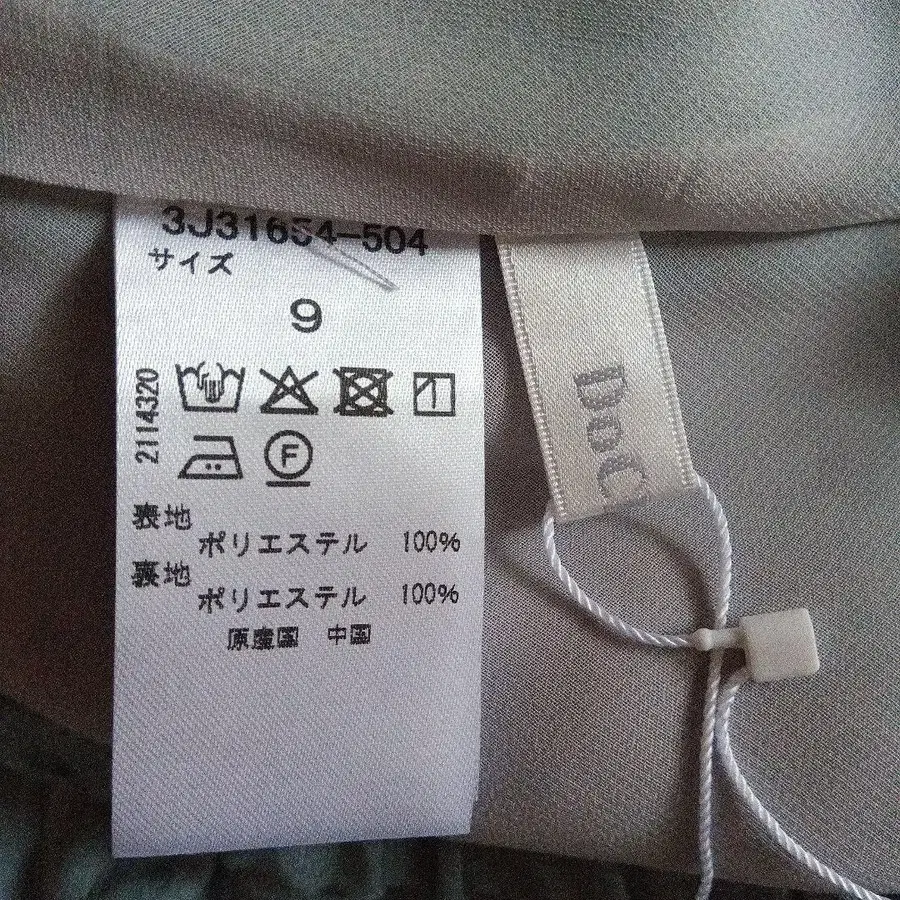 3J31654-504
サイズ
9
2114320
F
表地
ポリエステル 100%
裏地
ポリエステル 100%
原産国 中国
DoC